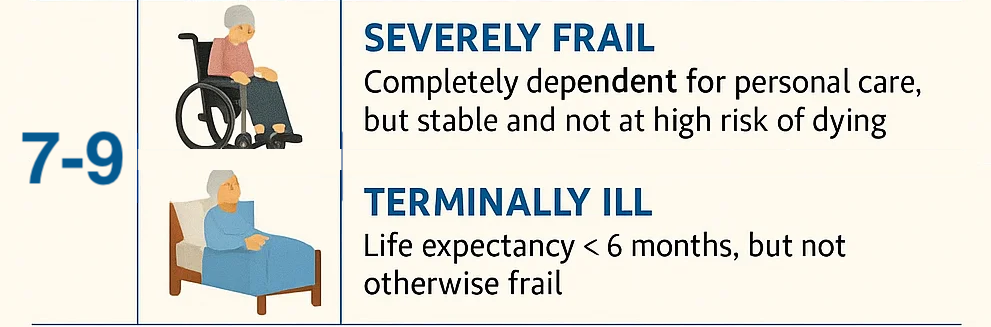 7-9
SEVERELY FRAIL
Completely dependent for personal care,
but stable and not at high risk of dying
TERMINALLY ILL
Life expectancy < 6 months, but not
otherwise frail